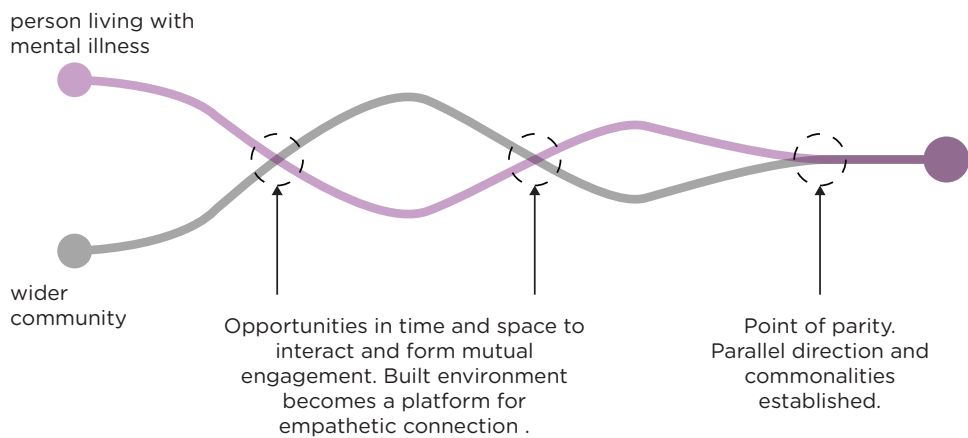 person living with
mental illness
wider
community
Opportunities in time and space to
interact and form mutual
engagement. Built environment
becomes a platform for
empathetic connection .
Point of parity.
Parallel direction and
commonalities
established.